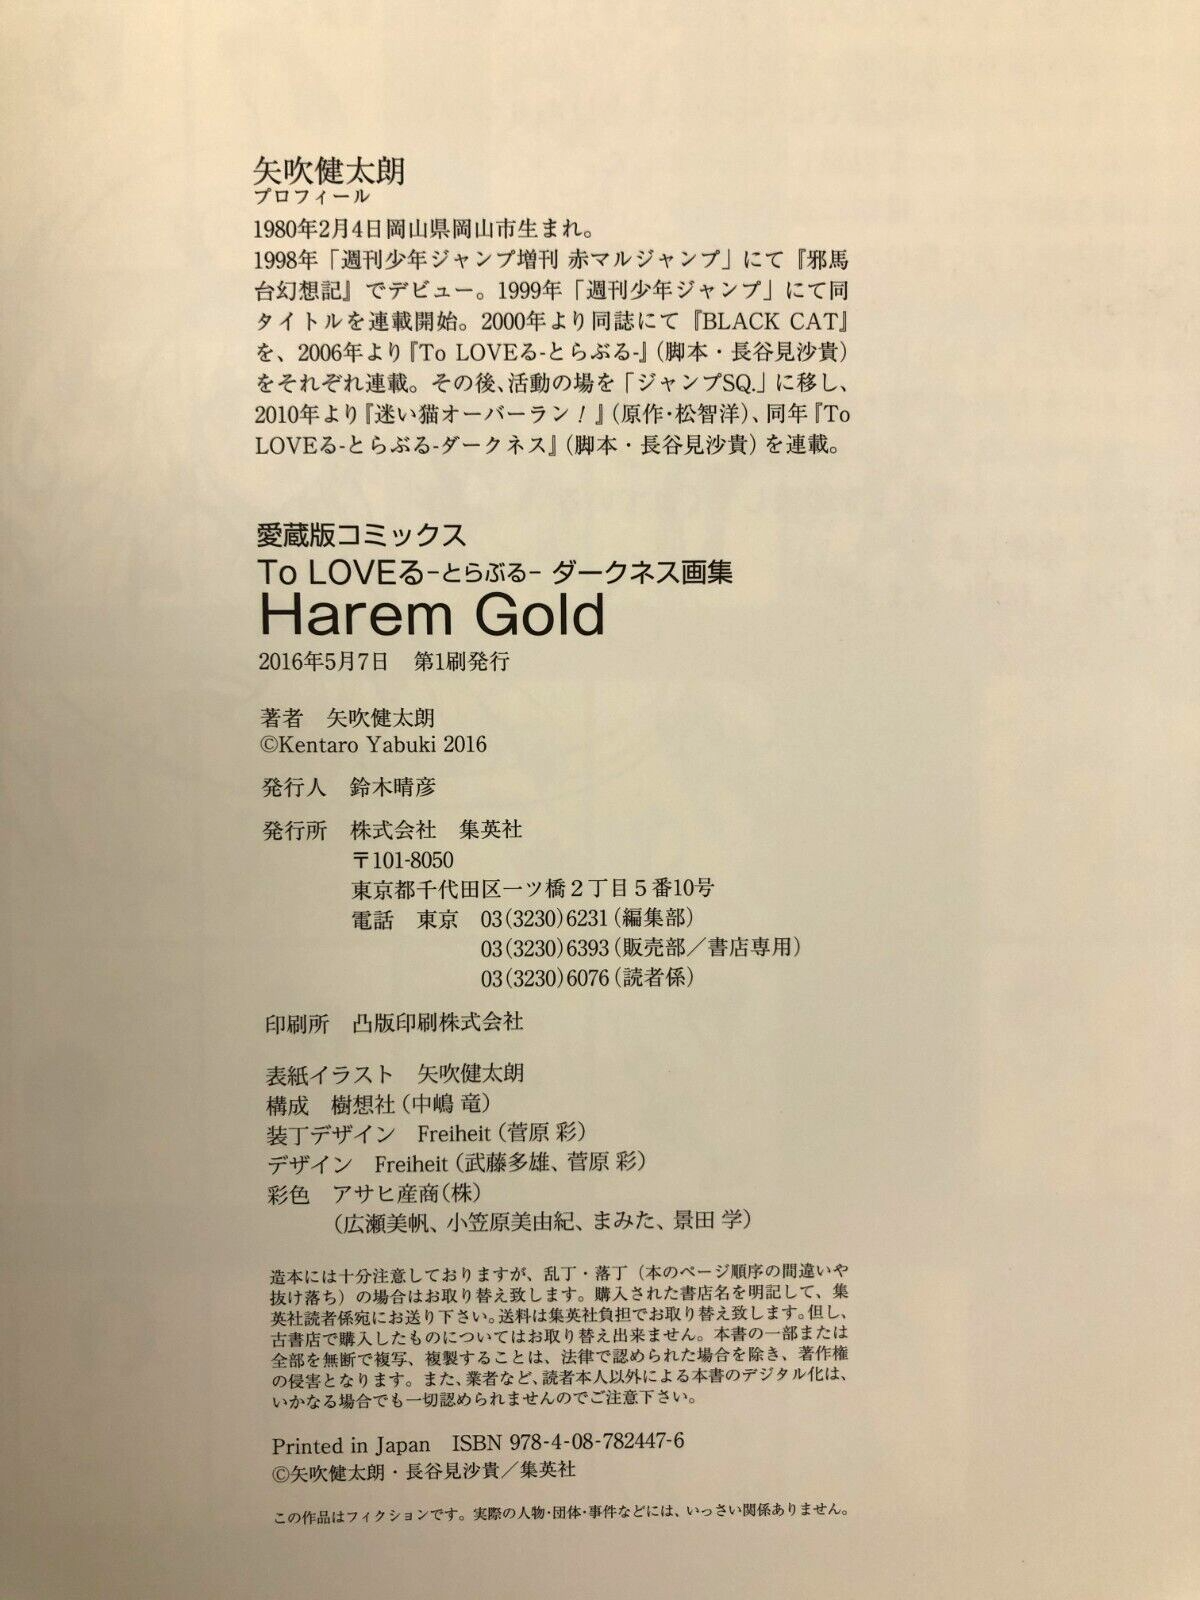 矢吹健太朗
プロフィール
1980年2月4日岡山県岡山市生まれ。
1998年「週刊少年ジャンプ増刊 赤マルジャンプ」にて『邪馬
台幻想記』でデビュー。1999年「週刊少年ジャンプ」にて同
タイトルを連載開始。2000年より同誌にて『BLACK CAT』
を、2006年より『To LOVEる-とらぶる-』（脚本・長谷見沙貴）
をそれぞれ連載。その後、活動の場を「ジャンプSQ.」に移し、
2010年より『迷い猫オーバーラン！』（原作・松智洋）、同年『To
LOVEる-とらぶる-ダークネス』（脚本・長谷見沙貴）を連載。
愛蔵版コミックス
To LOVEる-とらぶる- ダークネス画集
Harem Gold
2016年5月7日　第1刷発行
著者　矢吹健太朗
©Kentaro Yabuki 2016
発行人　鈴木晴彦
発行所　株式会社　集英社
〒101-8050
東京都千代田区一ツ橋２丁目５番10号
電話　東京　03(3230)6231（編集部）
03(3230)6393（販売部／書店専用）
03(3230)6076（読者係）
印刷所　凸版印刷株式会社
表紙イラスト　矢吹健太朗
構成　樹想社（中嶋 竜）
装丁デザイン　Freiheit（菅原 彩）
デザイン　Freiheit（武藤多雄、菅原 彩）
彩色　アサヒ産商（株）
（広瀬美帆、小笠原美由紀、まみた、景田 学）
造本には十分注意しておりますが、乱丁・落丁（本のページ順序の間違いや
抜け落ち）の場合はお取り替え致します。購入された書店名を明記して、集
英社読者係宛にお送り下さい。送料は集英社負担でお取り替え致します。但し、
古書店で購入したものについてはお取り替え出来ません。本書の一部または
全部を無断で複写、複製することは、法律で認められた場合を除き、著作権
の侵害となります。また、業者など、読者本人以外による本書のデジタル化は、
いかなる場合でも一切認められませんのでご注意下さい。
Printed in Japan　ISBN 978-4-08-782447-6
©矢吹健太朗・長谷見沙貴／集英社
この作品はフィクションです。実際の人物・団体・事件などには、いっさい関係ありません。